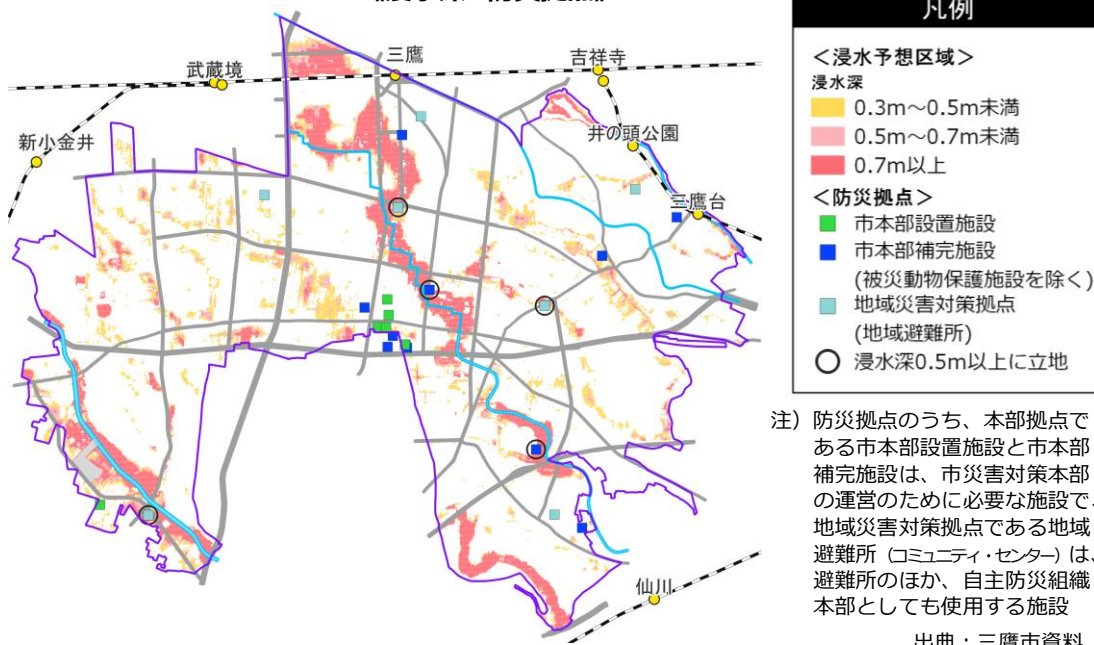 凡例
三鷹
吉祥寺
武蔵境
井の頭公園
新小金井
三鷹台
仙川
<浸水予想区域>
浸水深
0.3m~0.5m未満
0.5m~0.7m未満
0.7m以上
<防災拠点>
市本部設置施設
市本部補完施設
(被災動物保護施設を除く)
地域災害対策拠点
(地域避難所)
浸水深0.5m以上に立地
注）防災拠点のうち、本部拠点で
ある市本部設置施設と市本部
補完施設は、市災害対策本部
の運営のために必要な施設で、
地域災害対策拠点である地域
避難所（コミュニティ・センター）は、
避難所のほか、自主防災組織
本部としても使用する施設
出典：三鷹市資料